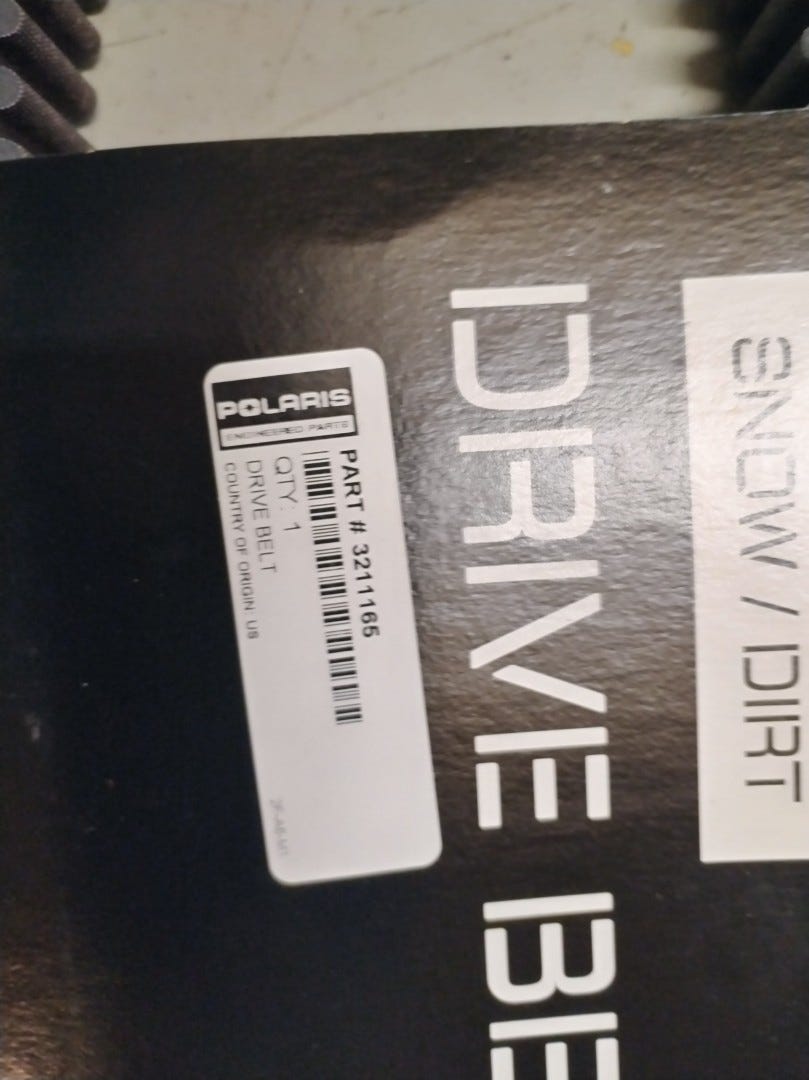 POLARIS
ENGINEERED PARTS
PART # 3211165
QTY: 1
DRIVE BELT
COUNTRY OF ORIGIN: US
SNOW / DIRT
DRIVE BE